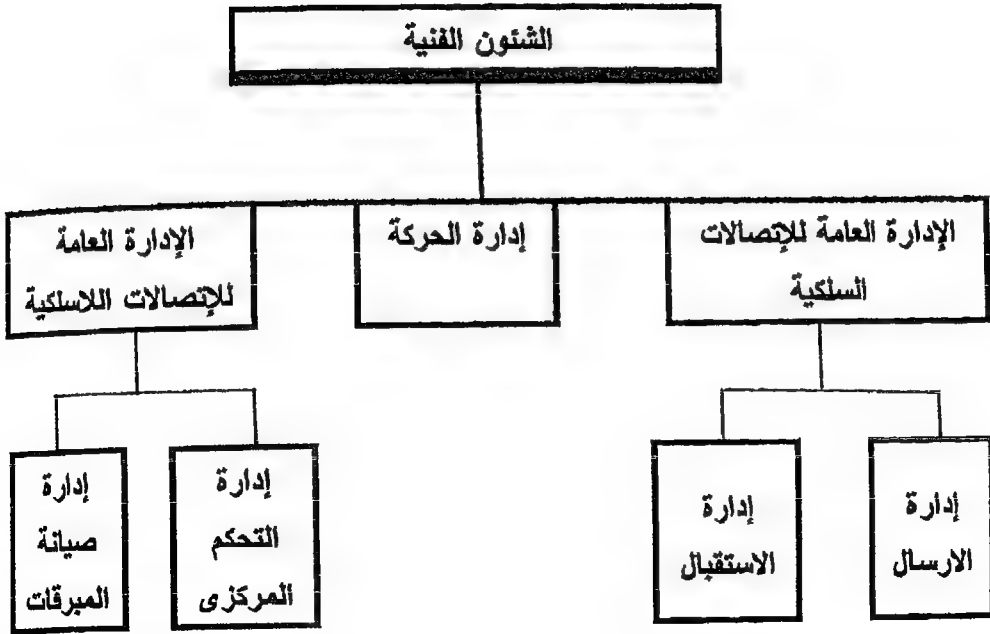 الشئون الفنية
الإدارة العامة للإتصالات
السلكية
إدارة الحركة
الإدارة العامة
للإتصالات اللاسلكية
إدارة
الارسال
إدارة
الاستقبال
إدارة
التحكم
المركزى
إدارة
صيانة
المبرقات